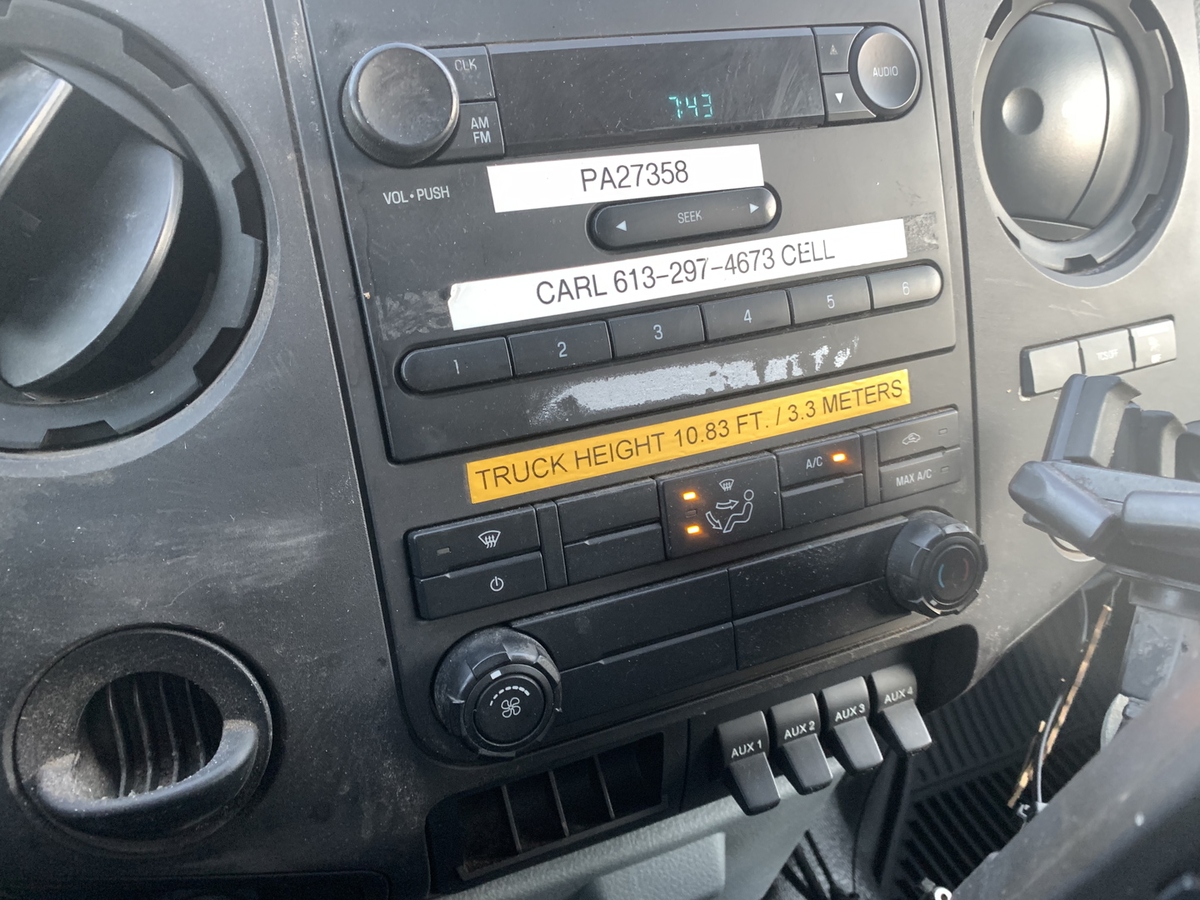 CLK
AUDIO
7:43
AM
FM
VOL•PUSH
PA27358
SEEK
CARL 613-297-4673 CELL
1 2 3 4 5 6
TCS OFF
TRUCK HEIGHT 10.83 FT. / 3.3 METERS
A/C
MAX A/C
AUX 1
AUX 2
AUX 3
AUX 4